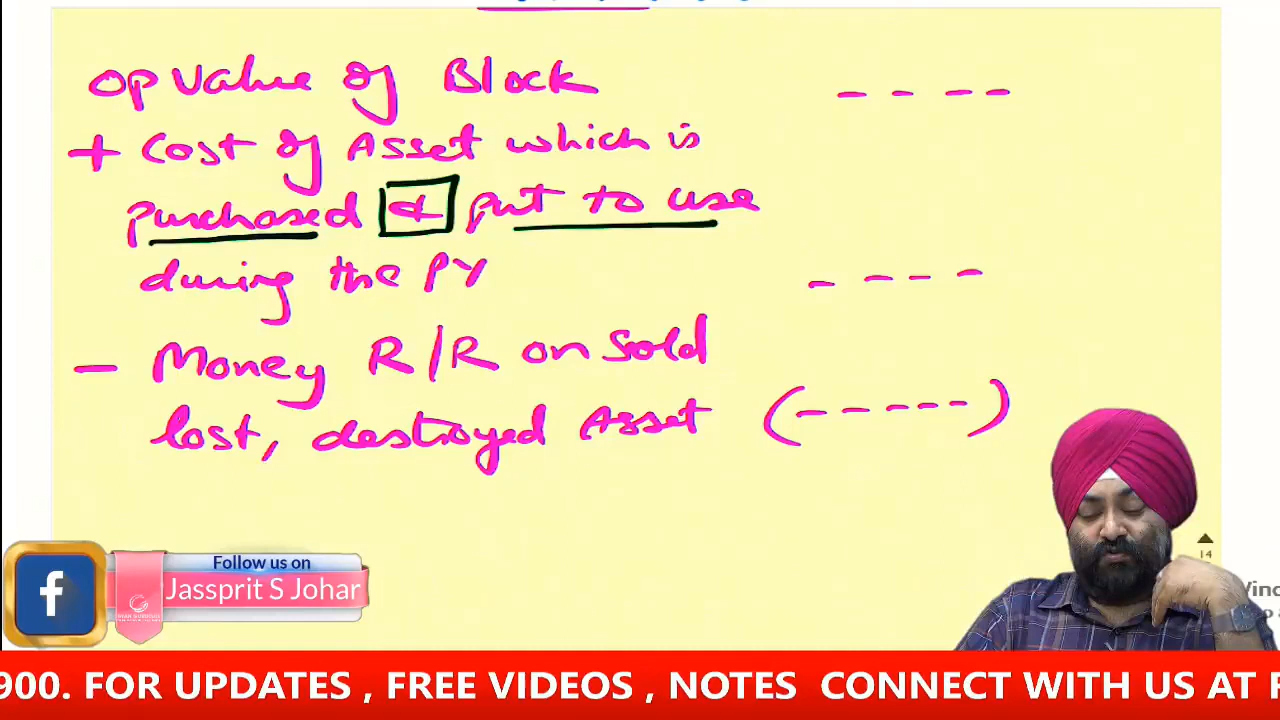 OP Value of Block - - - -
+ Cost of Asset which is
purchased & put to use
during the PY - - - -
- Money R/R on sold
lost, destroyed Asset (- - - - -)
14
Follow us on
Jassprit S Johar
900. FOR UPDATES , FREE VIDEOS , NOTES CONNECT WITH US AT F